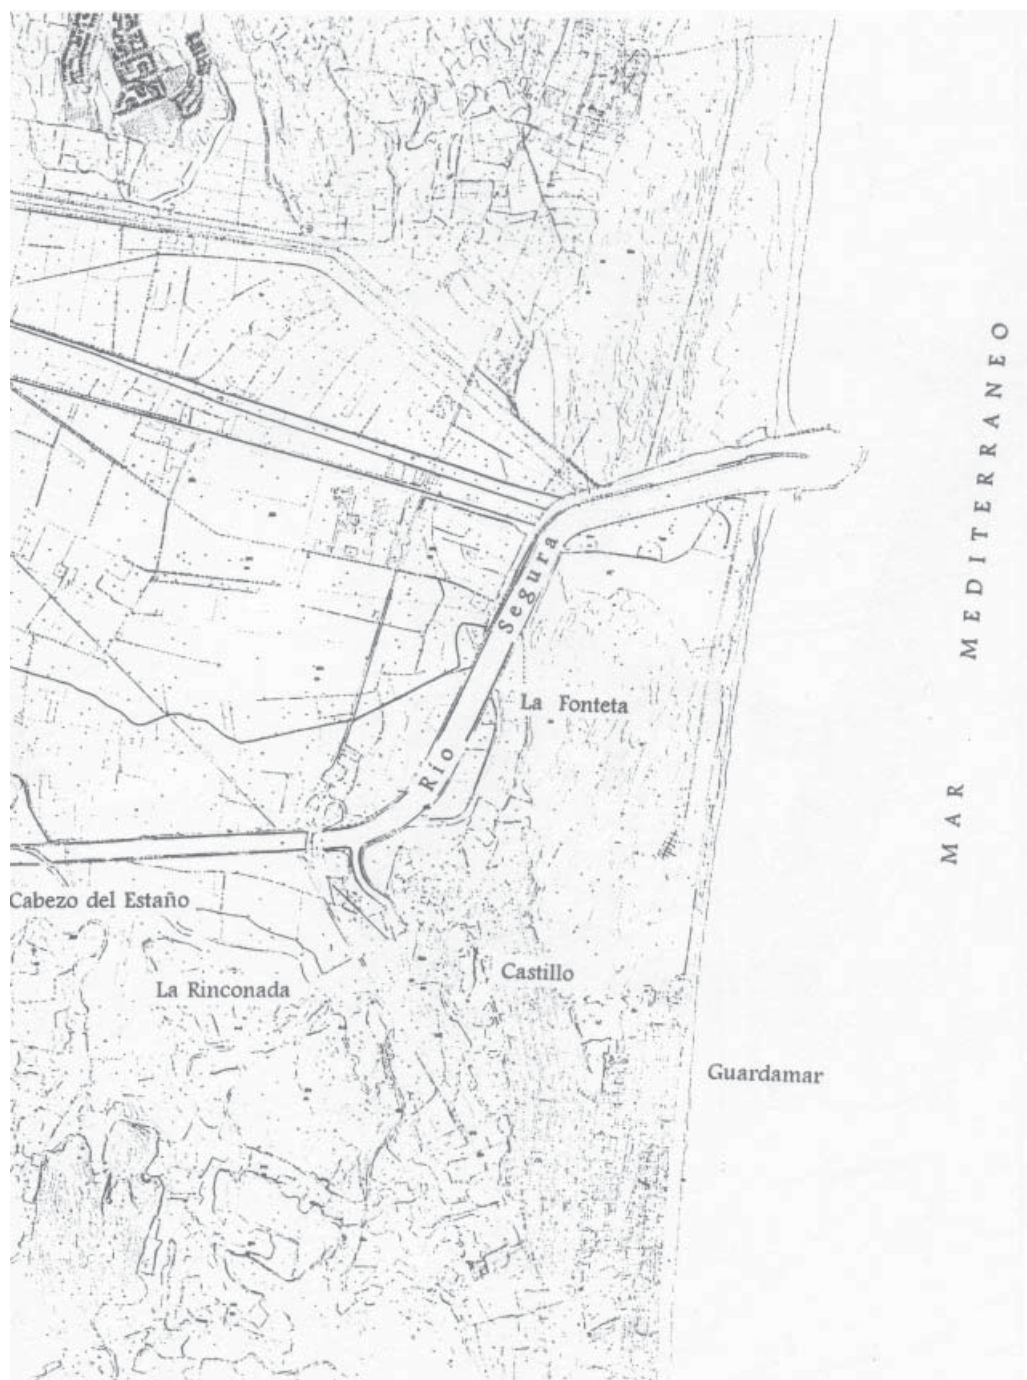 MAR MEDITERRANEO
Río Segura
La Fonteta
Cabezo del Estaño
Castillo
La Rinconada
Guardamar